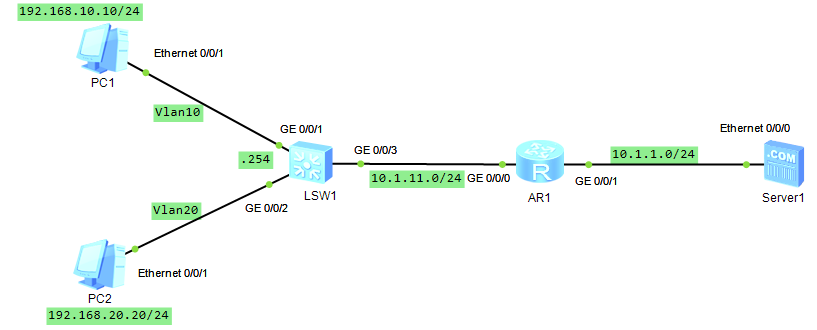 192.168.10.10/24
Ethernet 0/0/1
PC1
Vlan10
GE 0/0/1
.254
GE 0/0/2
Vlan20
LSW1
GE 0/0/3
10.1.11.0/24
GE 0/0/0
R
AR1
GE 0/0/1
10.1.1.0/24
Ethernet 0/0/0
.COM
Server1
Ethernet 0/0/1
PC2
192.168.20.20/24